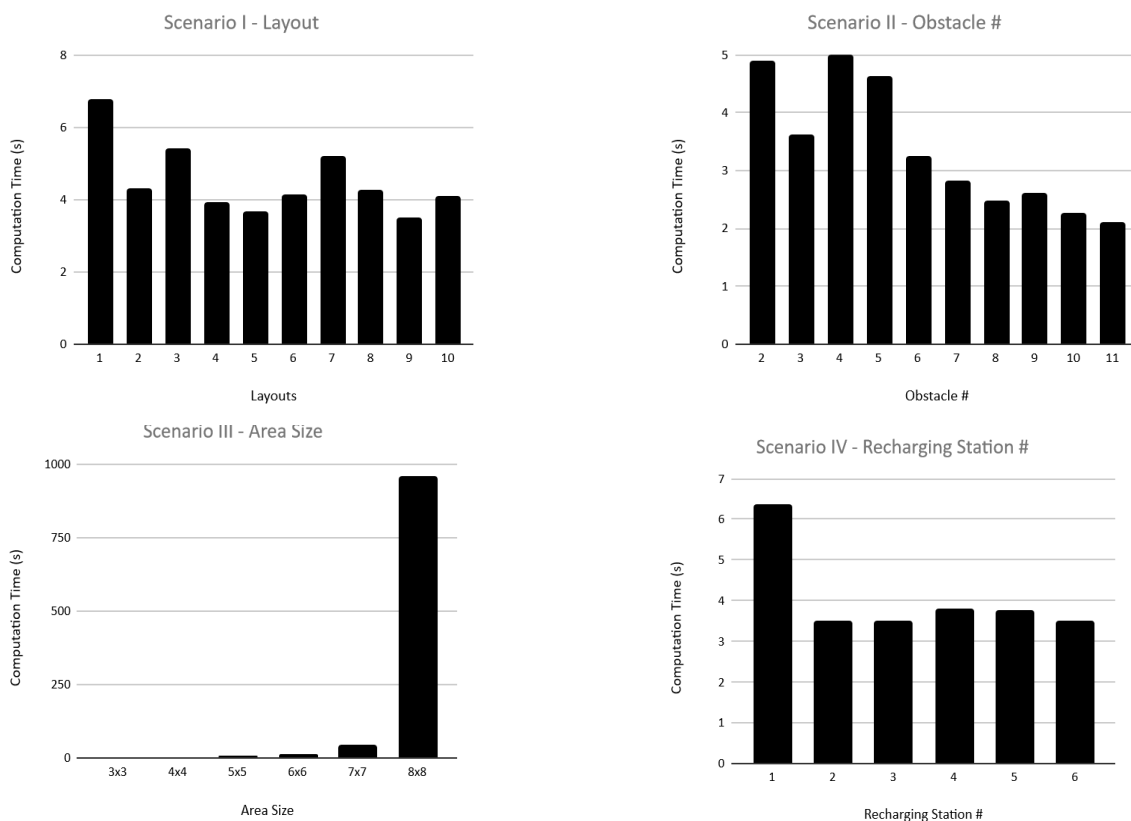 Scenario I - Layout
Computation Time (s)
8
6
4
2
0
1 2 3 4 5 6 7 8 9 10
Layouts
Scenario II - Obstacle #
Computation Time (s)
5
4
3
2
1
0
2 3 4 5 6 7 8 9 10 11
Obstacle #
Scenario III - Area Size
Computation Time (s)
1000
750
500
250
0
3x3 4x4 5x5 6x6 7x7 8x8
Area Size
Scenario IV - Recharging Station #
Computation Time (s)
7
6
5
4
3
2
1
0
1 2 3 4 5 6
Recharging Station #